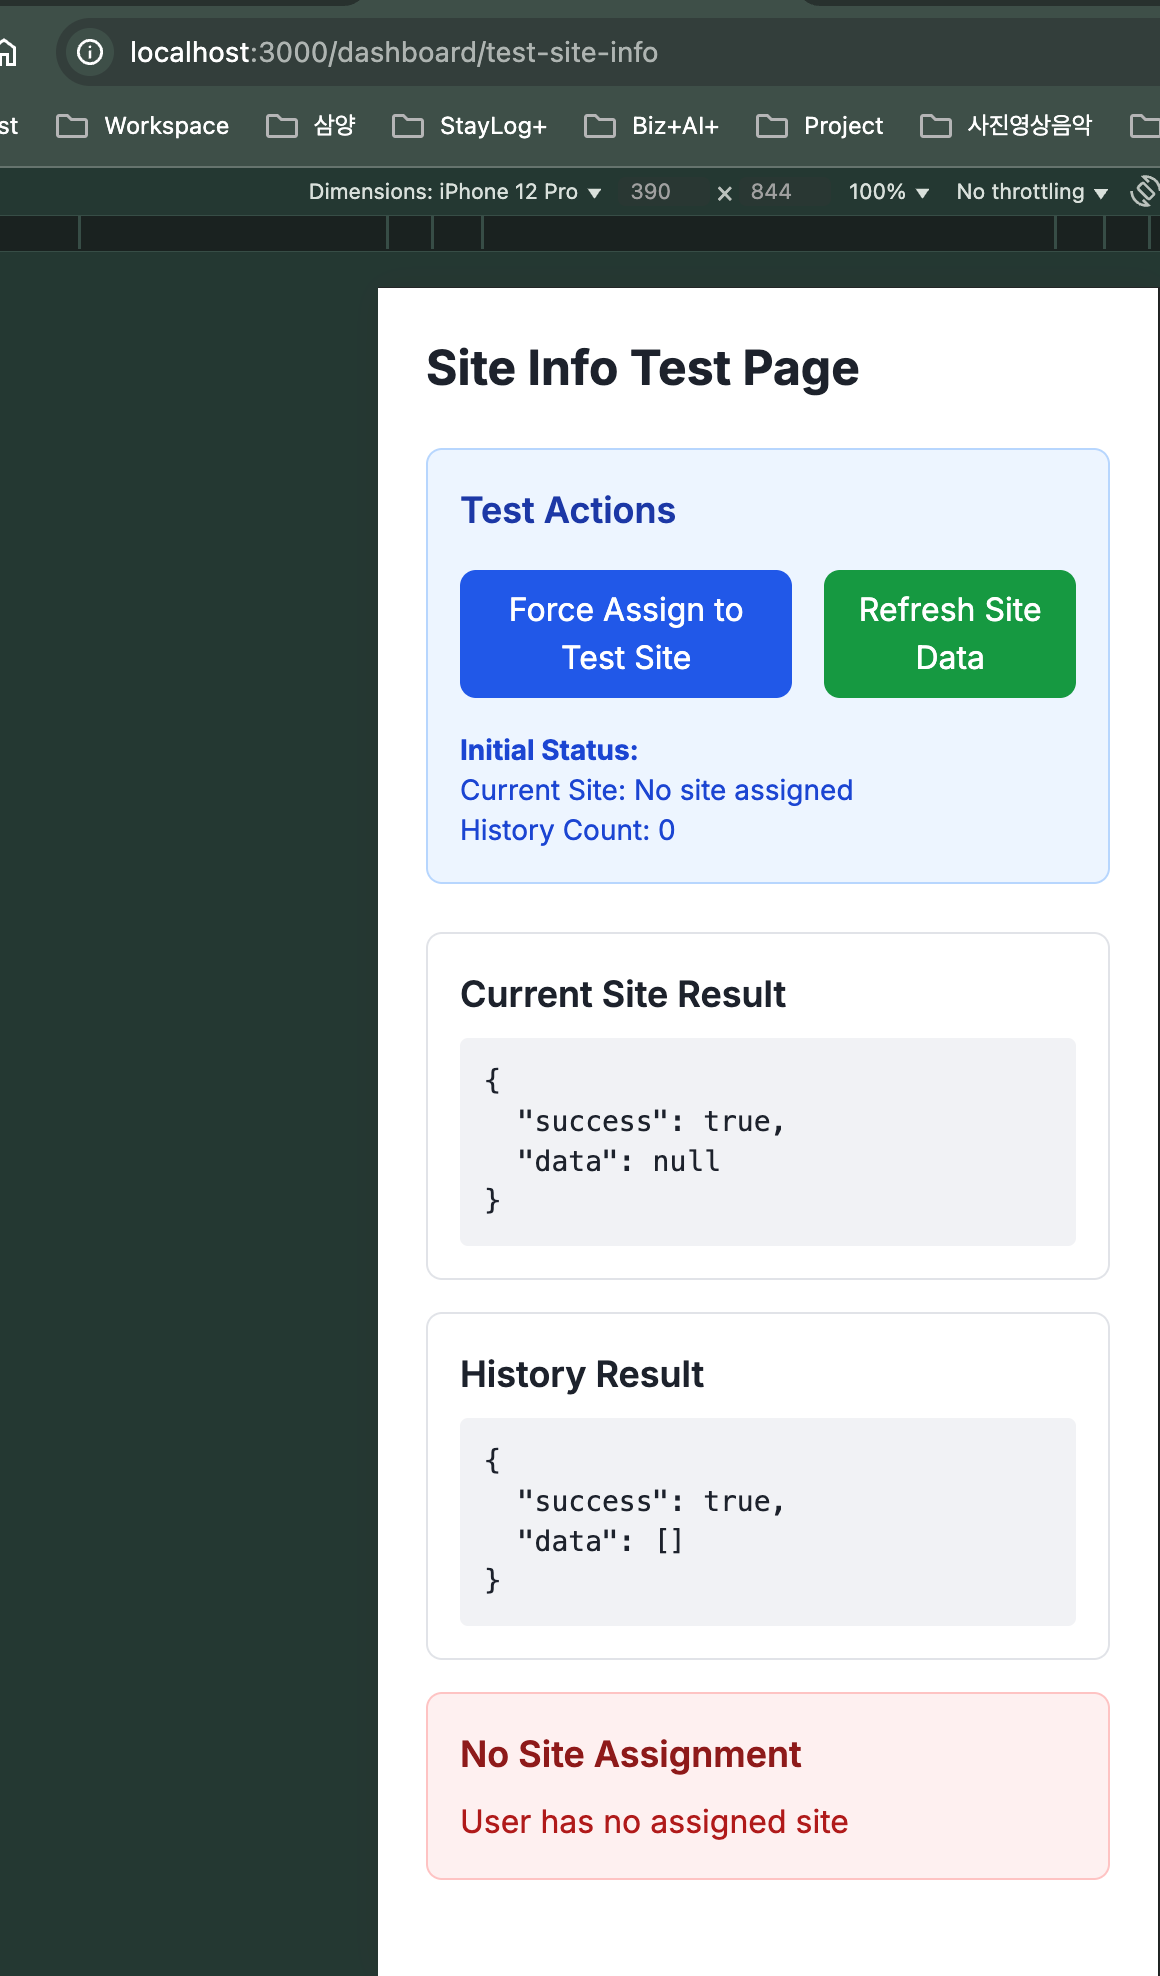 localhost:3000/dashboard/test-site-info
st Workspace 삼양 StayLog+ Biz+AI+ Project 사진영상음악
Dimensions: iPhone 12 Pro ▼ 390 × 844 100% ▼ No throttling ▼
Site Info Test Page
Test Actions
Force Assign to
Test Site
Refresh Site
Data
Initial Status:
Current Site: No site assigned
History Count: 0
Current Site Result
{
  "success": true,
  "data": null
}
History Result
{
  "success": true,
  "data": []
}
No Site Assignment
User has no assigned site